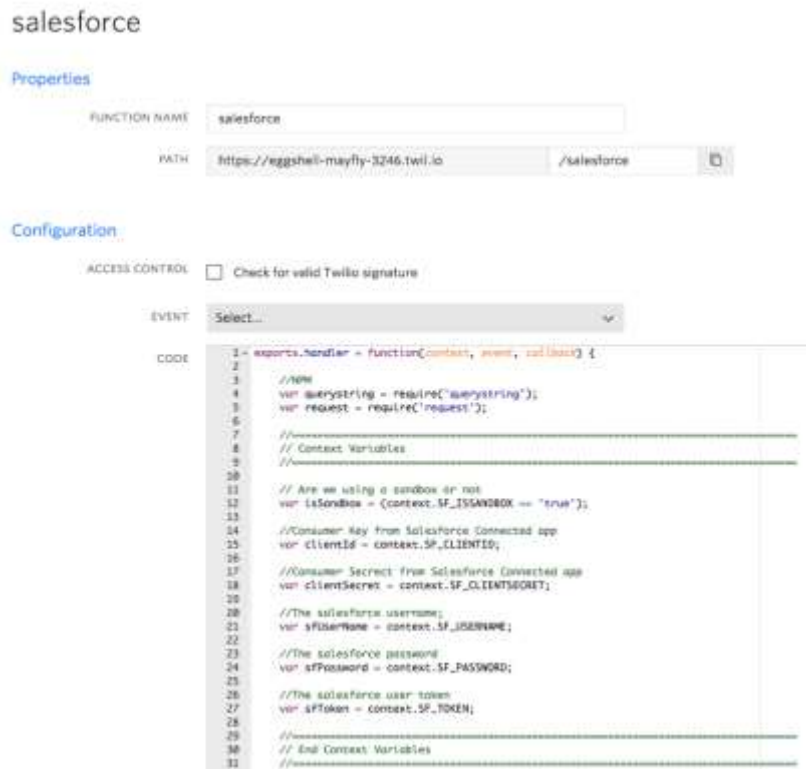 salesforce
Properties
FUNCTION NAME
salesforce
PATH
https://eggshell-mayfly-3246.twil.io
/salesforce
Configuration
ACCESS CONTROL
Check for valid Twilio signature
EVENT
Select...
CODE
1 exports.handler = function(context, event, callback) {
2
3 //NPM
4 var querystring = require('querystring');
5 var request = require('request');
6
7 //
8 // Context Variables
9 //
10
11 // Are we using a sandbox or not
12 var isSandbox = (context.SF_ISSANDBOX == "true");
13
14 //Consumer Key from Salesforce Connected app
15 var clientId = context.SF_CLIENTID;
16
17 //Consumer Secrect from Salesforce Connected app
18 var clientSecret = context.SF_CLIENTSECRET;
19
20 //The salesforce username;
21 var sfUserName = context.SF_USERNAME;
22
23 //The salesforce password
24 var sfPassword = context.SF_PASSWORD;
25
26 //The salesforce user token
27 var sfToken = context.SF_TOKEN;
28
29 //
30 // End Context Variables
31 //